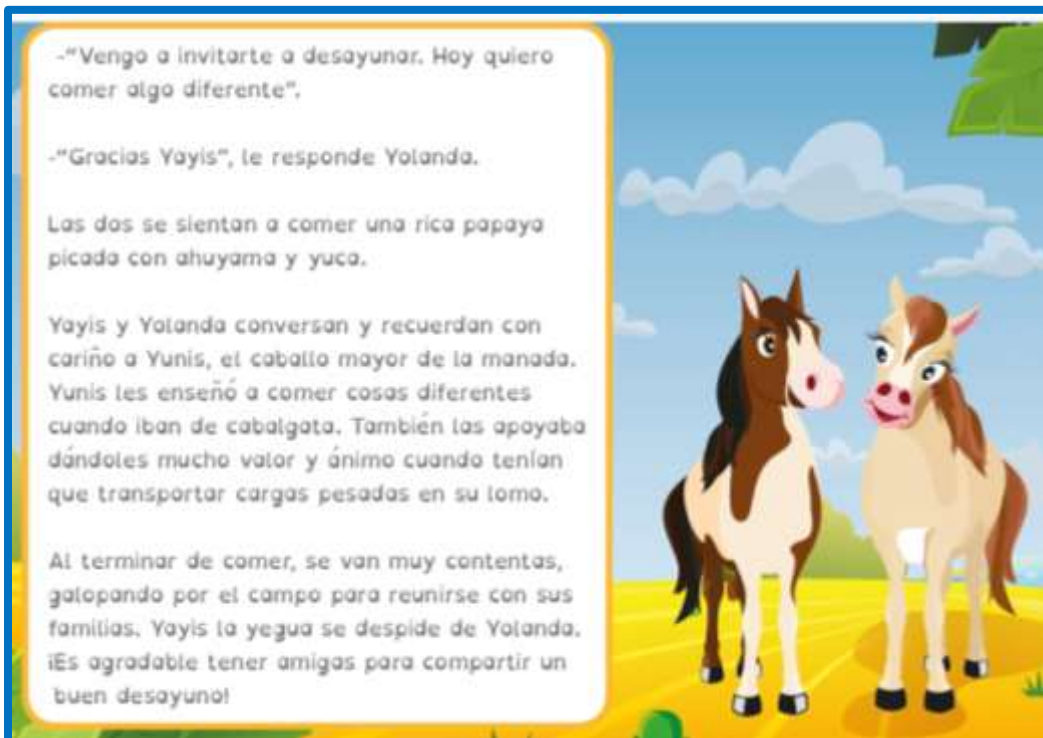 -“Vengo a invitarte a desayunar. Hoy quiero
comer algo diferente”.
-“Gracias Yayis”, le responde Yolanda.
Las dos se sientan a comer una rica papaya
picada con ahuyama y yuca.
Yayis y Yolanda conversan y recuerdan con
cariño a Yunis, el caballo mayor de la manada.
Yunis les enseñó a comer cosas diferentes
cuando iban de cabalgata. También las apoyaba
dándoles mucho valor y ánimo cuando tenían
que transportar cargas pesadas en su lomo.
Al terminar de comer, se van muy contentas,
galopando por el campo para reunirse con sus
familias. Yayis la yegua se despide de Yolanda.
¡Es agradable tener amigas para compartir un
buen desayuno!